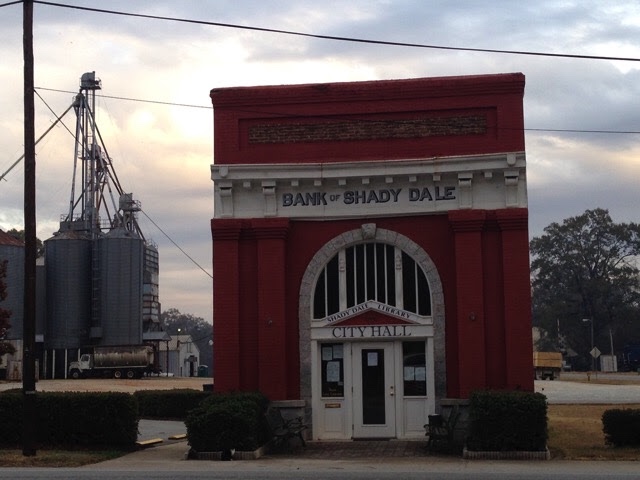 BANK OF SHADY DALE
SHADY DALE LIBRARY
CITY HALL